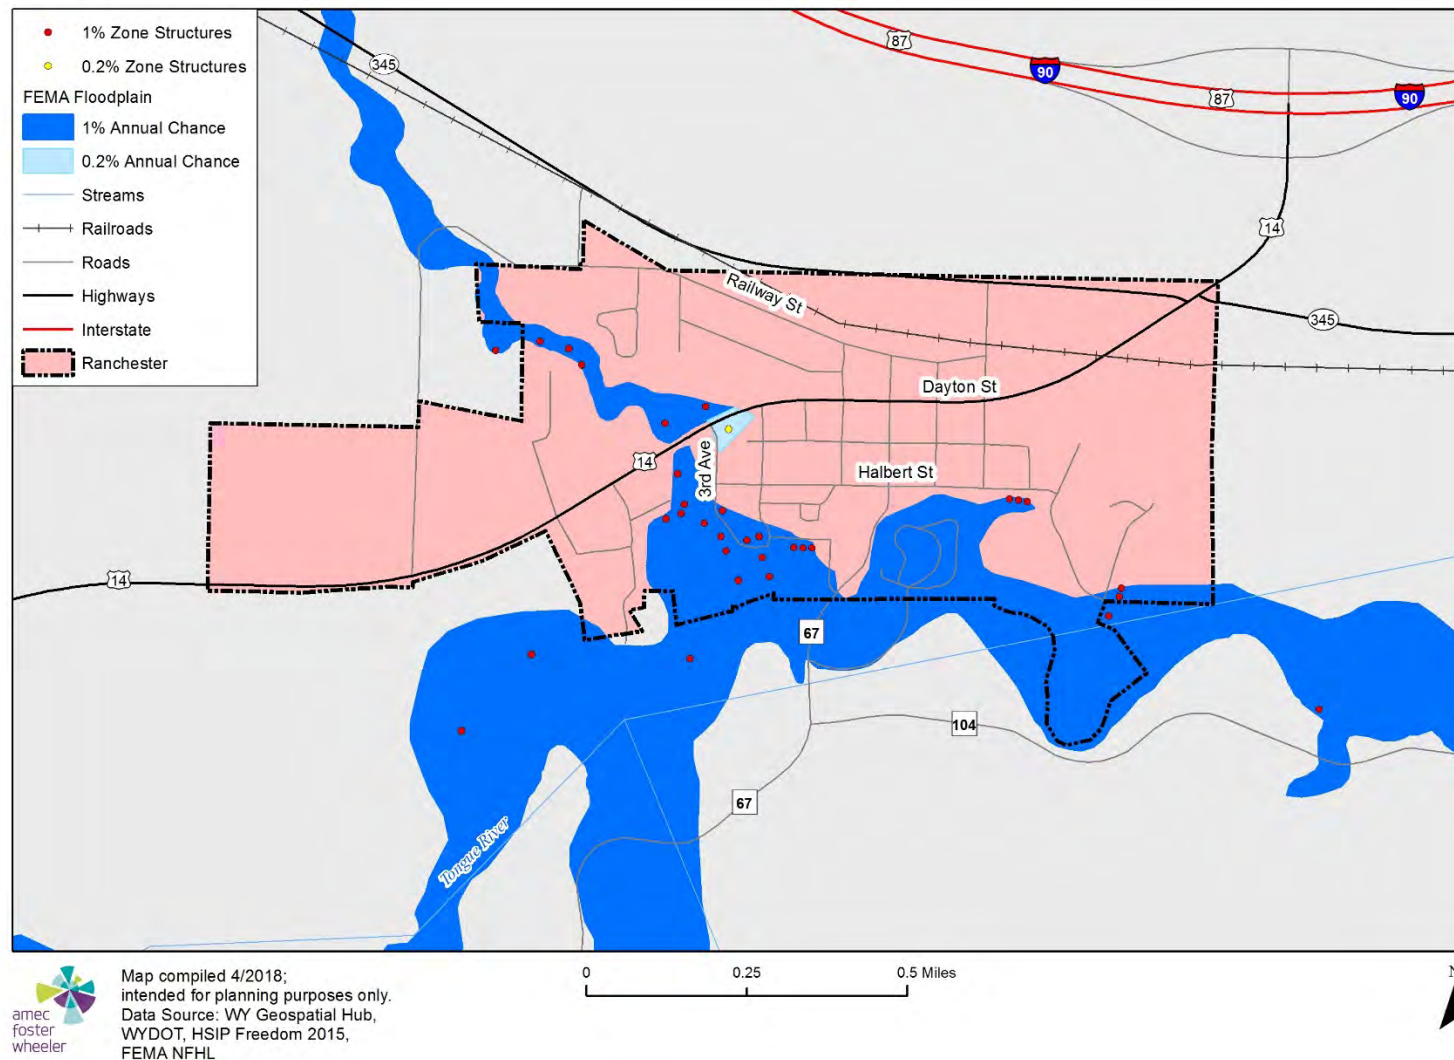 1% Zone Structures
0.2% Zone Structures
FEMA Floodplain
1% Annual Chance
0.2% Annual Chance
Streams
Railroads
Roads
Highways
Interstate
Ranchester
345
87
90
87
90
14
Railway St
345
Dayton St
14
3rd Ave
Halbert St
14
67
104
67
Tongue River
amec
foster
wheeler
Map compiled 4/2018;
intended for planning purposes only.
Data Source: WY Geospatial Hub,
WYDOT, HSIP Freedom 2015,
FEMA NFHL
0 0.25 0.5 Miles